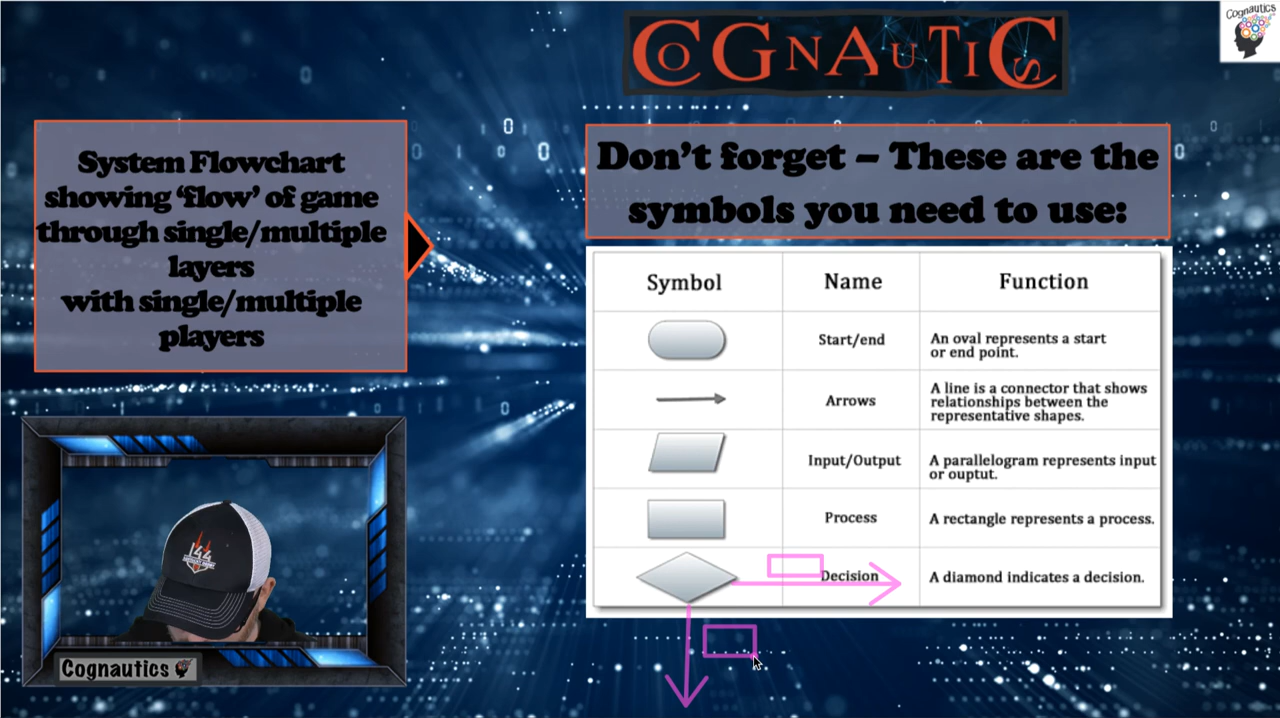 COGNAUTICS
Cognautics
System Flowchart
showing ‘flow’ of game
through single/multiple
layers
with single/multiple
players
Don’t forget – These are the
symbols you need to use:
Symbol Name Function
Start/end An oval represents a start
or end point.
Arrows A line is a connector that shows
relationships between the
representative shapes.
Input/Output A parallelogram represents input
or ouptut.
Process A rectangle represents a process.
Decision A diamond indicates a decision.
144
Cognautics